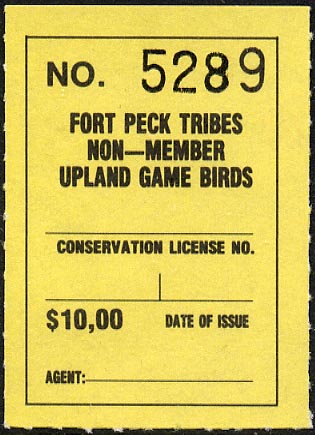 NO. 5289
FORT PECK TRIBES
NON—MEMBER
UPLAND GAME BIRDS
CONSERVATION LICENSE NO.
$10,00 DATE OF ISSUE
AGENT: